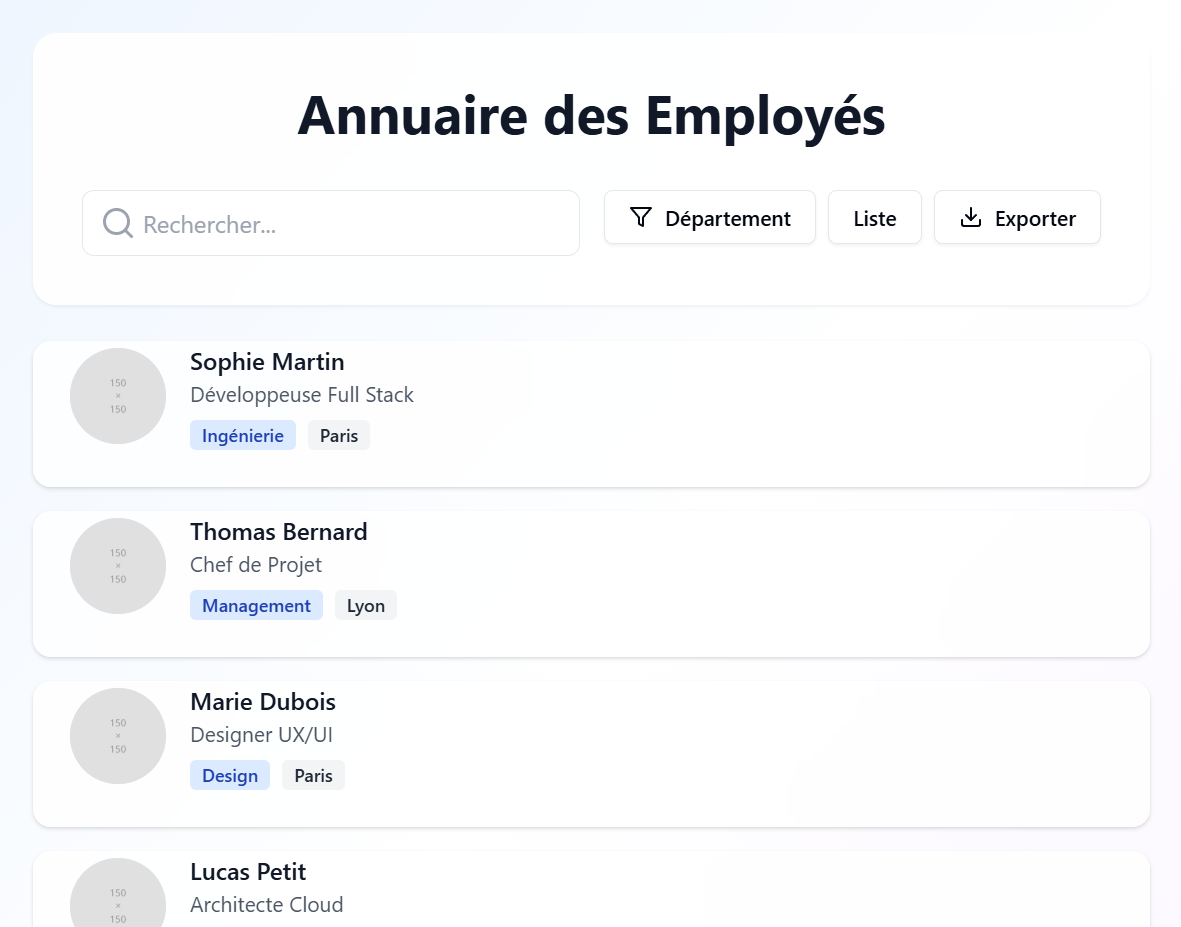 Annuaire des Employés
Rechercher...
Département
Liste
Exporter
150
×
150
Sophie Martin
Développeuse Full Stack
Ingénierie
Paris
150
×
150
Thomas Bernard
Chef de Projet
Management
Lyon
150
×
150
Marie Dubois
Designer UX/UI
Design
Paris
150
×
150
Lucas Petit
Architecte Cloud